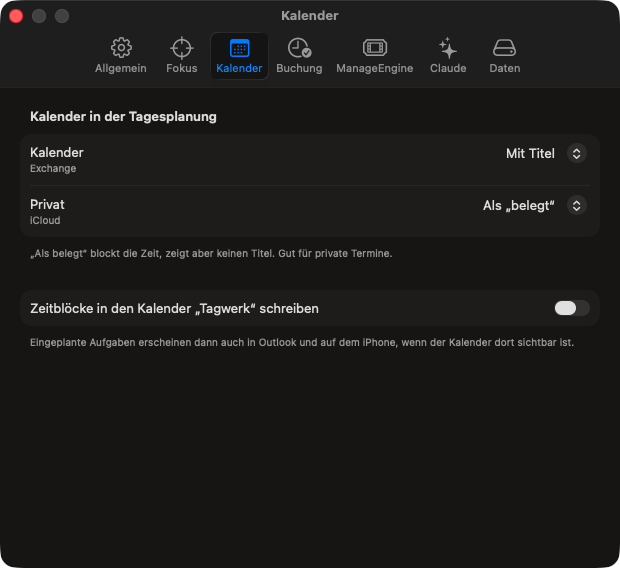 Kalender
Allgemein Fokus Kalender Buchung ManageEngine Claude Daten
Kalender in der Tagesplanung
Kalender Mit Titel
Exchange
Privat Als „belegt“
iCloud
„Als belegt“ blockt die Zeit, zeigt aber keinen Titel. Gut für private Termine.
Zeitblöcke in den Kalender „Tagwerk“ schreiben
Eingeplante Aufgaben erscheinen dann auch in Outlook und auf dem iPhone, wenn der Kalender dort sichtbar ist.